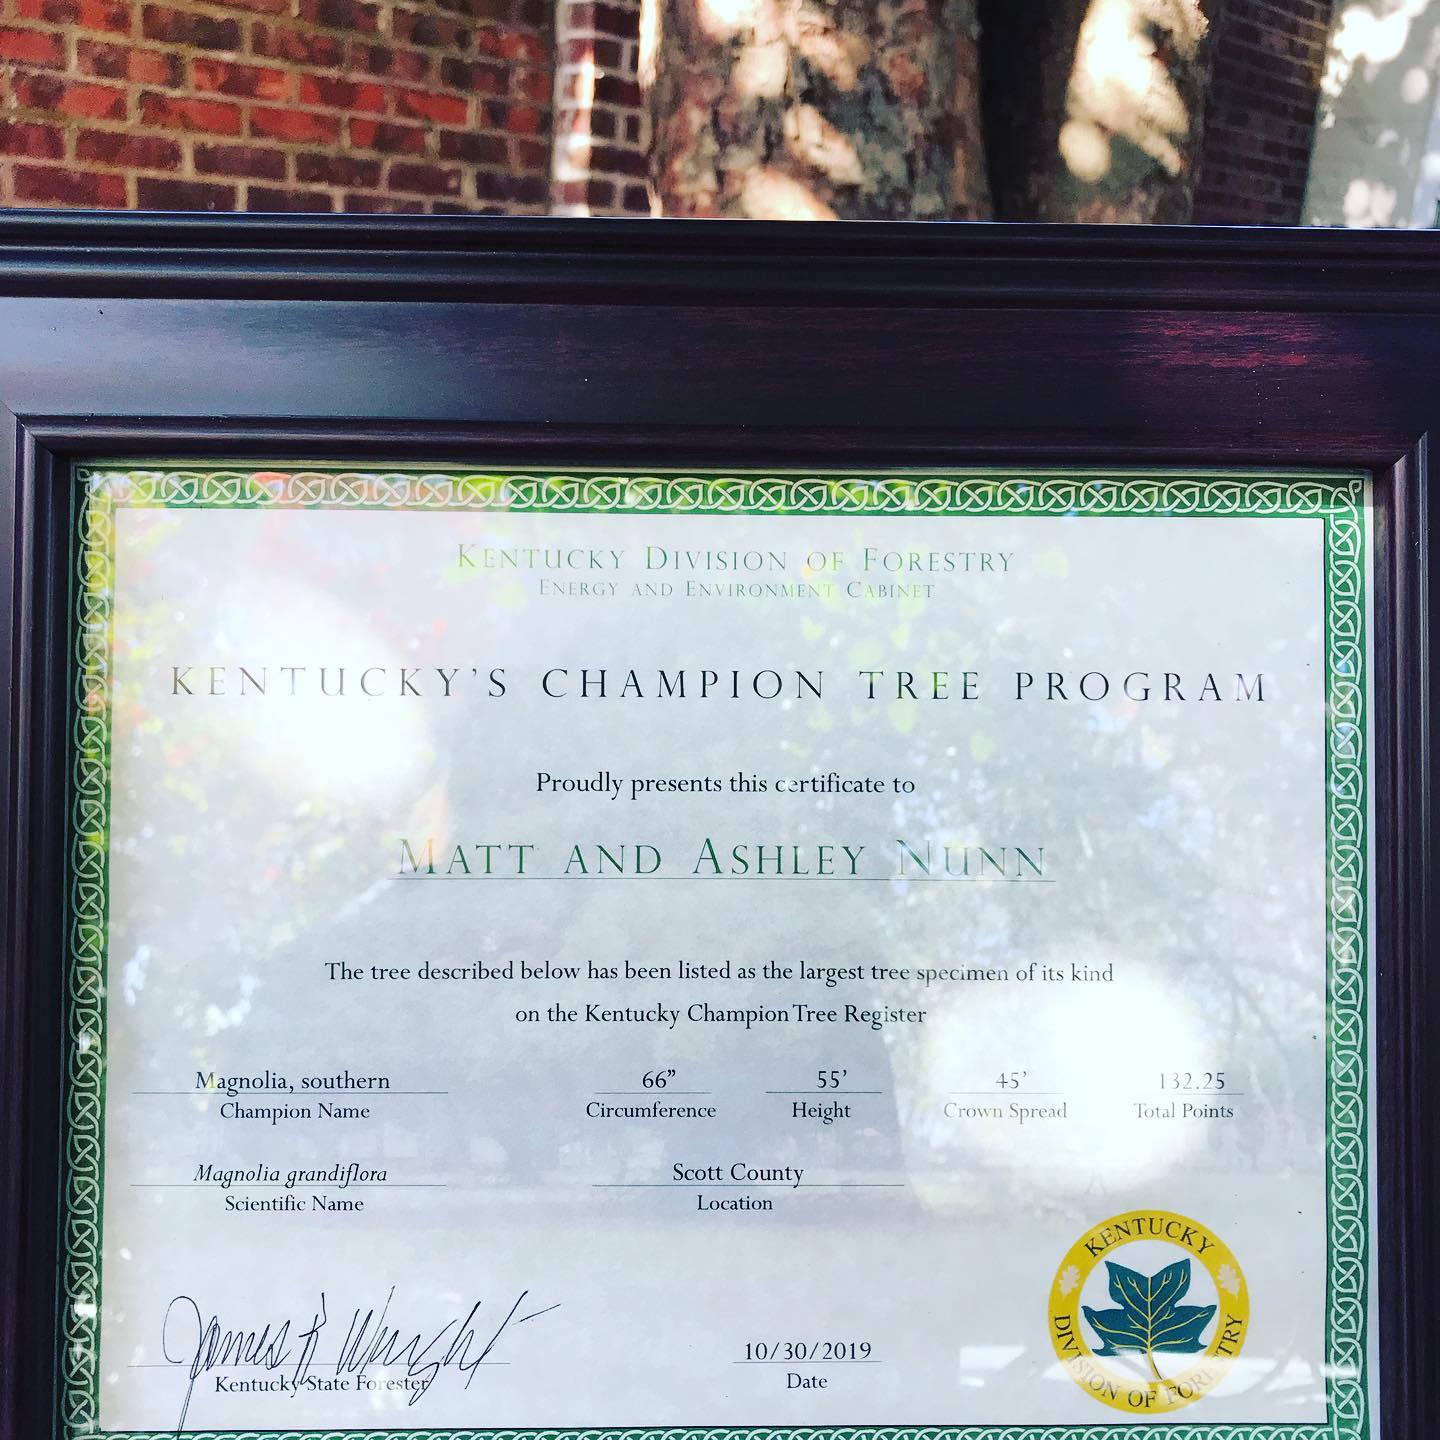 KENTUCKY DIVISION OF FORESTRY
ENERGY AND ENVIRONMENT CABINET
KENTUCKY'S CHAMPION TREE PROGRAM
Proudly presents this certificate to
MATT AND ASHLEY NUNN
The tree described below has been listed as the largest tree specimen of its kind
on the Kentucky Champion Tree Register
Magnolia, southern 66” 55’ 45’ 132.25
Champion Name Circumference Height Crown Spread Total Points
Magnolia grandiflora Scott County
Scientific Name Location
James R Wright 10/30/2019
Kentucky State Forester Date
KENTUCKY
DIVISION OF FORESTRY